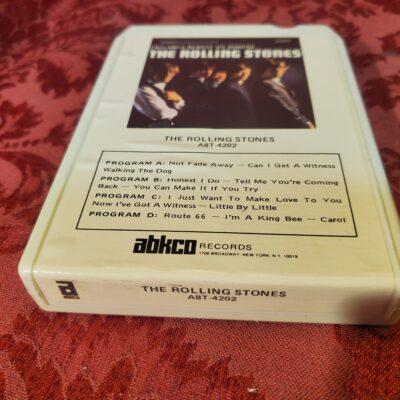 THE ROLLING STONES
THE ROLLING STONES
A8T-4202
PROGRAM A: Not Fade Away — Can I Get A Witness
Walking The Dog
PROGRAM B: Honest I Do — Tell Me You're Coming
Back — You Can Make It If You Try
PROGRAM C: I Just Want To Make Love To You
Now I've Got A Witness — Little By Little
PROGRAM D: Route 66 — I'm A King Bee — Carol
abkco RECORDS
1700 BROADWAY, NEW YORK, N.Y. 10019
a THE ROLLING STONES
A8T-4202